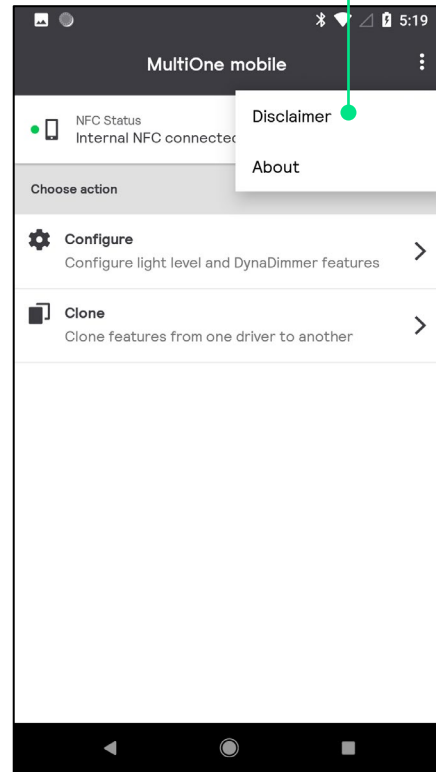 5:19
MultiOne mobile
NFC Status
Internal NFC connected
Disclaimer
About
Choose action
Configure
Configure light level and DynaDimmer features
Clone
Clone features from one driver to another